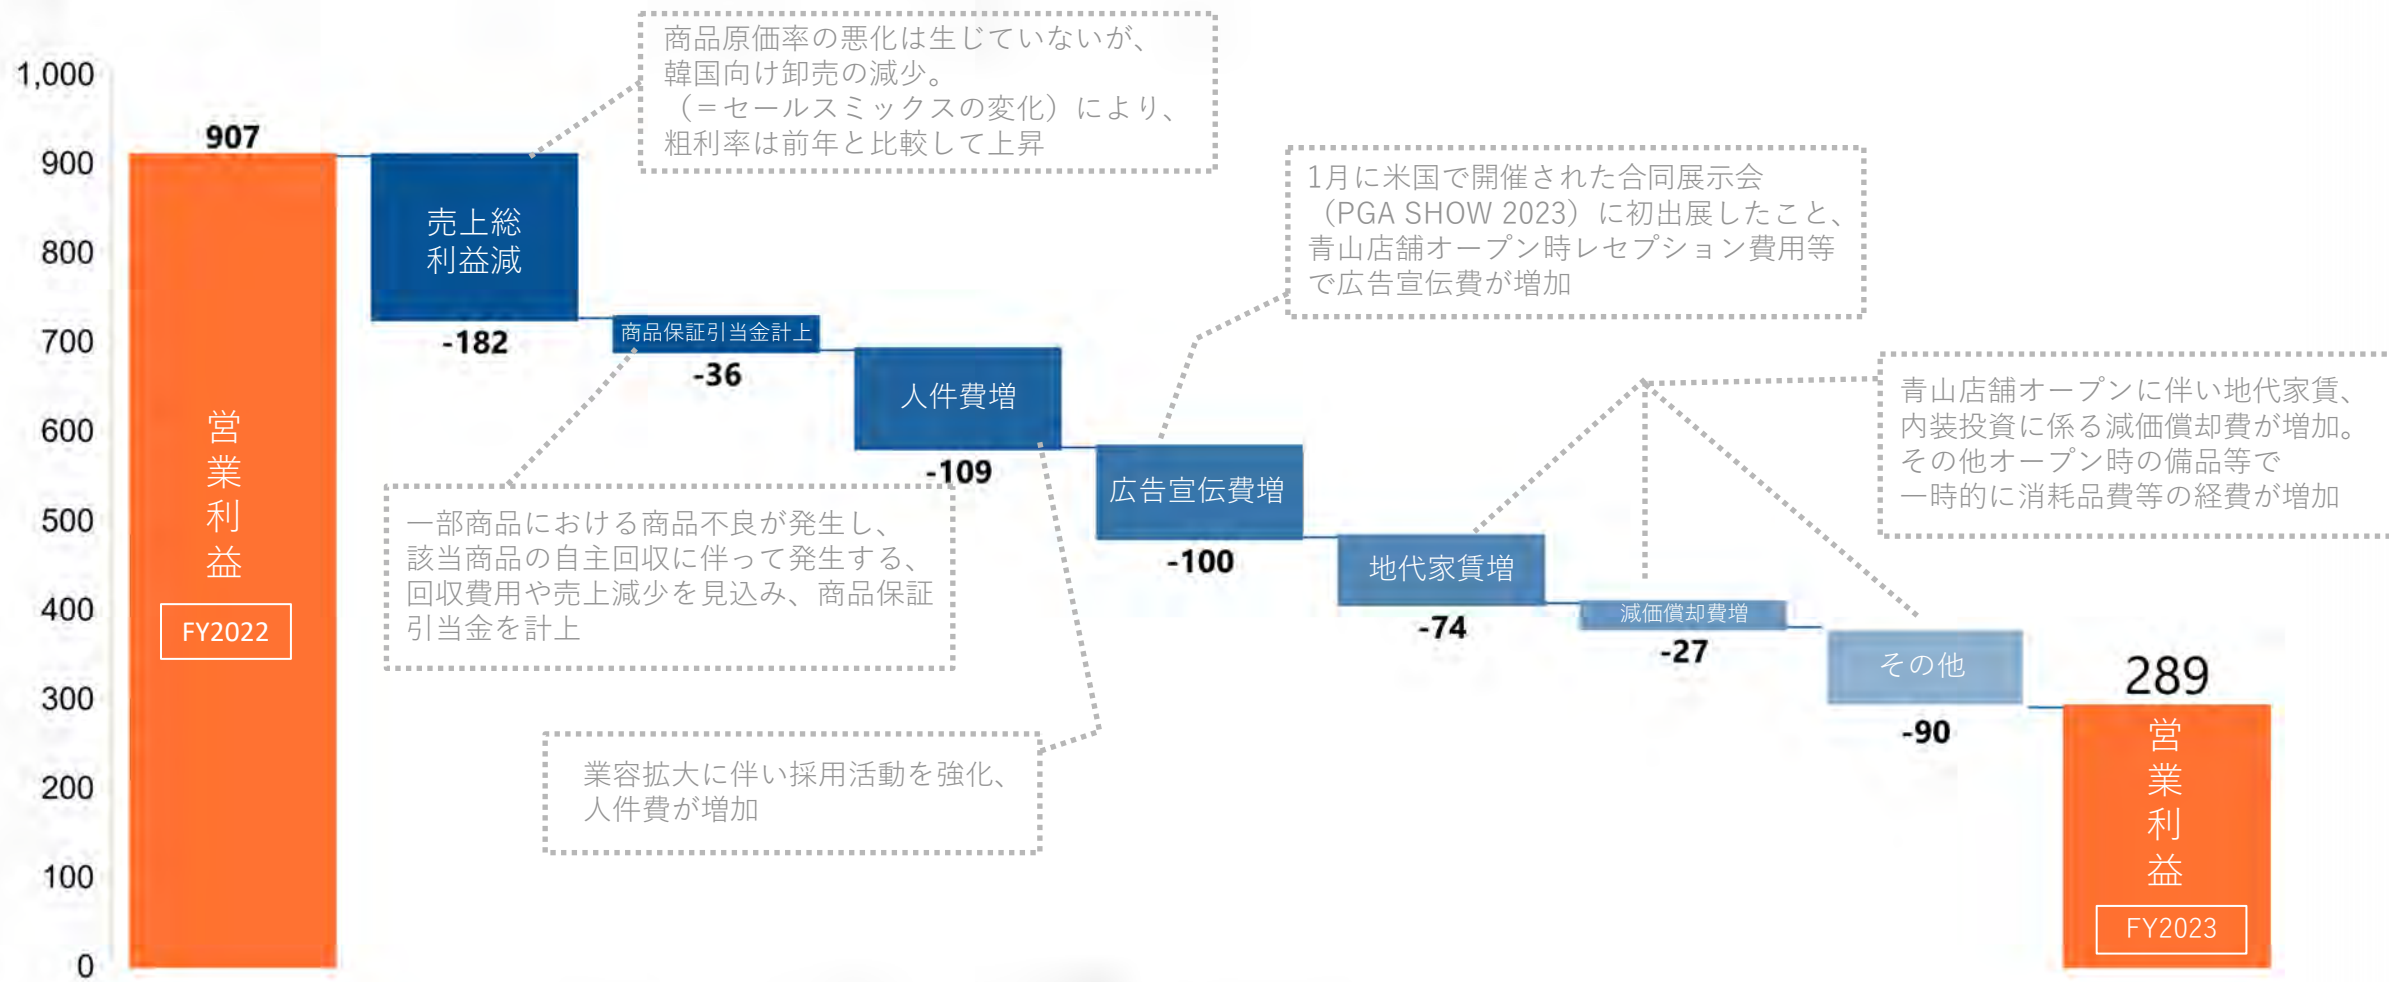 商品原価率の悪化は生じていないが、
韓国向け卸売の減少。
（＝セールスミックスの変化）により、
粗利率は前年と比較して上昇
1,000
900
800
700
600
500
400
300
200
100
0
907
営業利益
FY2022
売上総
利益減
-182
商品保証引当金計上
-36
一部商品における商品不良が発生し、
該当商品の自主回収に伴って発生する、
回収費用や売上減少を見込み、商品保証
引当金を計上
人件費増
-109
業容拡大に伴い採用活動を強化、
人件費が増加
1月に米国で開催された合同展示会
（PGA SHOW 2023）に初出展したこと、
青山店舗オープン時レセプション費用等
で広告宣伝費が増加
広告宣伝費増
-100
地代家賃増
-74
減価償却費増
-27
青山店舗オープンに伴い地代家賃、
内装投資に係る減価償却費が増加。
その他オープン時の備品等で
一時的に消耗品費等の経費が増加
その他
-90
289
営業利益
FY2023